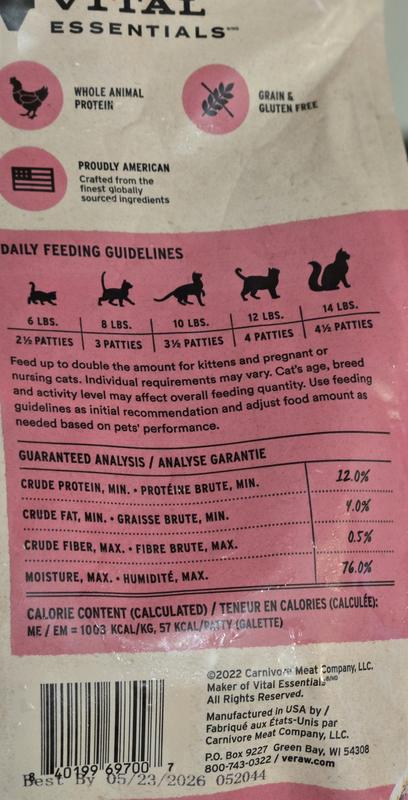 VITAL
ESSENTIALS
WHOLE ANIMAL
PROTEIN
GRAIN &
GLUTEN FREE
PROUDLY AMERICAN
Crafted from the
finest globally
sourced ingredients
DAILY FEEDING GUIDELINES
6 LBS. 8 LBS. 10 LBS. 12 LBS. 14 LBS.
2½ PATTIES 3 PATTIES 3½ PATTIES 4 PATTIES 4½ PATTIES
Feed up to double the amount for kittens and pregnant or
nursing cats. Individual requirements may vary. Cat's age, breed
and activity level may affect overall feeding quantity. Use feeding
guidelines as initial recommendation and adjust food amount as
needed based on pets' performance.
GUARANTEED ANALYSIS / ANALYSE GARANTIE
CRUDE PROTEIN, MIN. • PROTÉINE BRUTE, MIN. 12.0%
CRUDE FAT, MIN. • GRAISSE BRUTE, MIN. 4.0%
CRUDE FIBER, MAX. • FIBRE BRUTE, MAX. 0.5%
MOISTURE, MAX. • HUMIDITÉ, MAX. 76.0%
CALORIE CONTENT (CALCULATED) / TENEUR EN CALORIES (CALCULÉE):
ME / EM = 1003 KCAL/KG, 57 KCAL/PATTY (GALETTE)
©2022 Carnivore Meat Company, LLC.
Maker of Vital Essentials
All Rights Reserved.
Manufactured in USA by /
Fabriqué aux États-Unis par
Carnivore Meat Company, LLC.
P.O. Box 9227 Green Bay, WI 54308
800-743-0322 / veraw.com
8 40199 69700 7
Best By 05/23/2026 052044